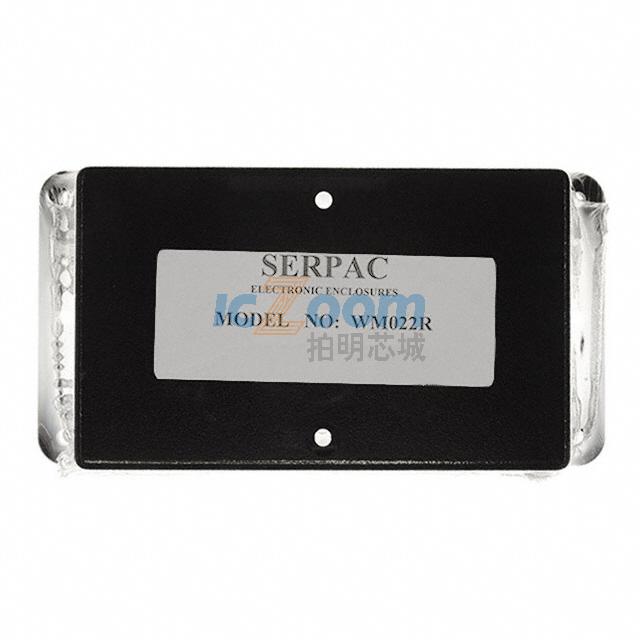 SERPAC
ELECTRONIC ENCLOSURES
ICZoom
MODEL NO: WM022R
拍明芯城